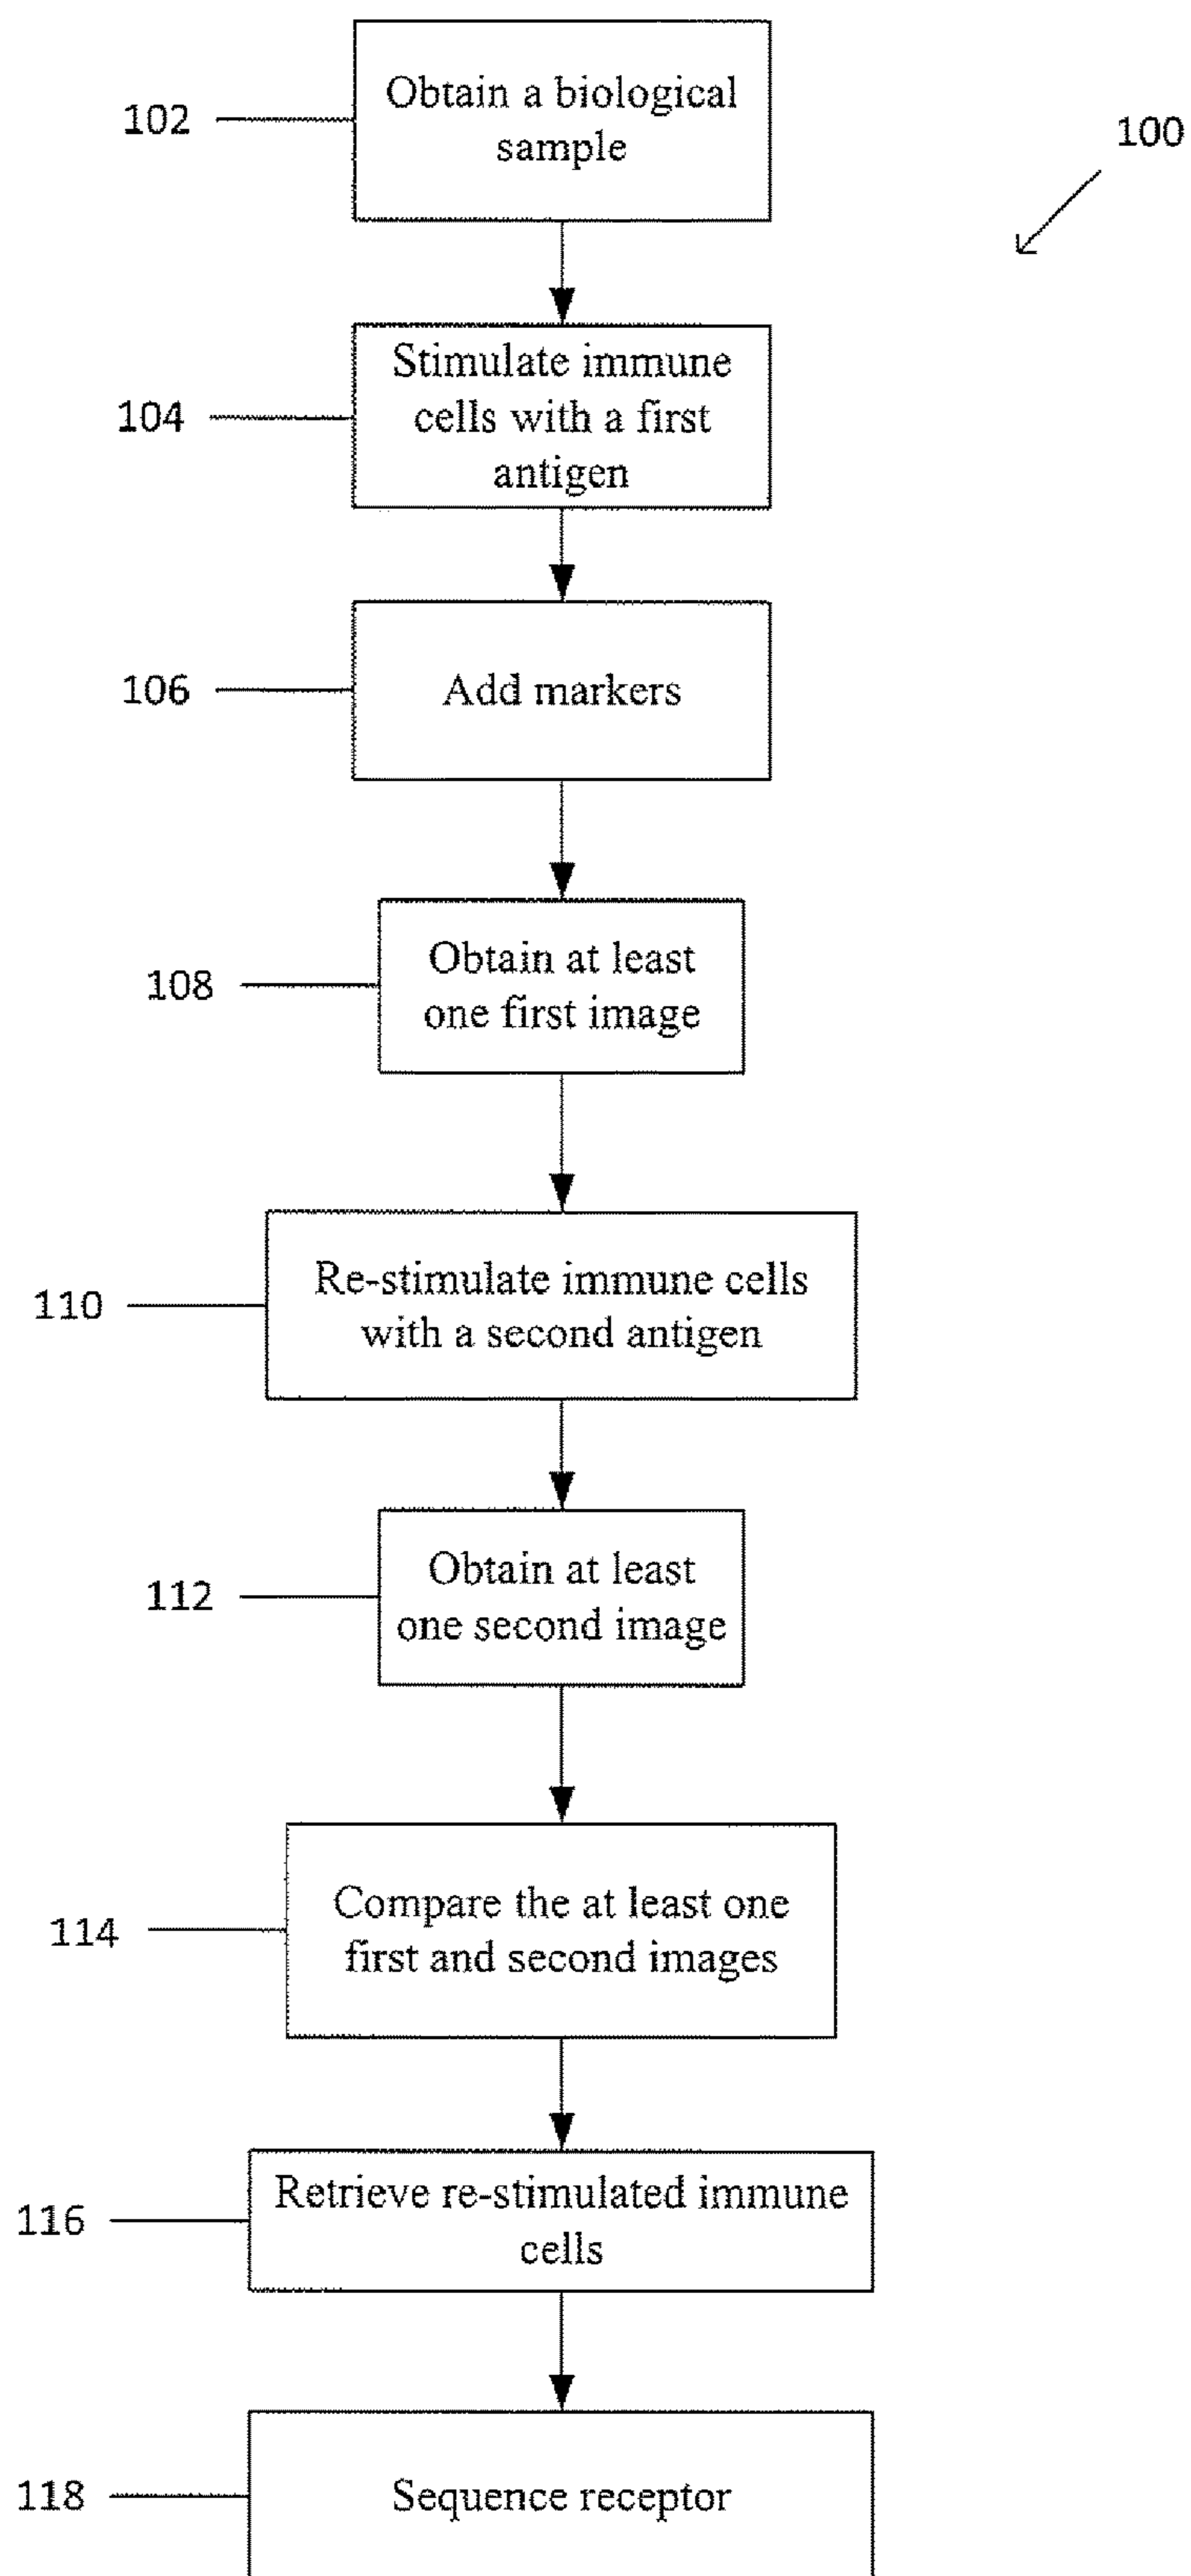 102
Obtain a biological
sample
100
104
Stimulate immune
cells with a first
antigen
106
Add markers
108
Obtain at least
one first image
110
Re-stimulate immune cells
with a second antigen
112
Obtain at least
one second image
114
Compare the at least one
first and second images
116
Retrieve re-stimulated immune
cells
118
Sequence receptor